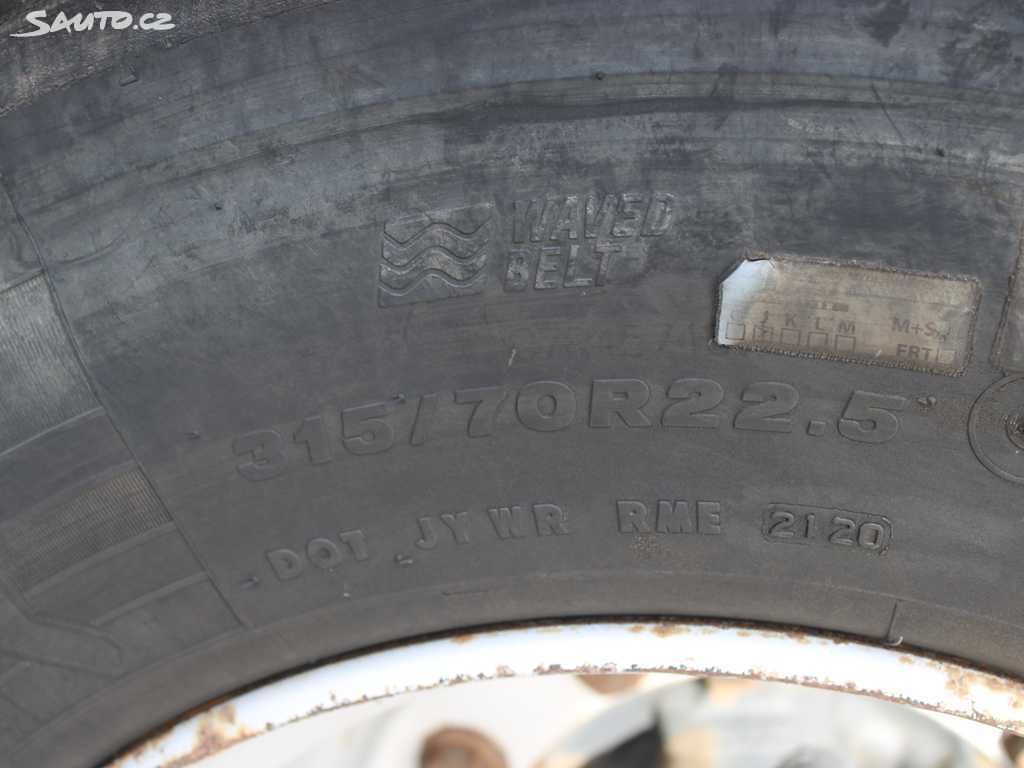 Sauto.cz
WAVED
BELT
J K L M M+S
FRT
315/70R22.5
DOT JY WR RME 2120